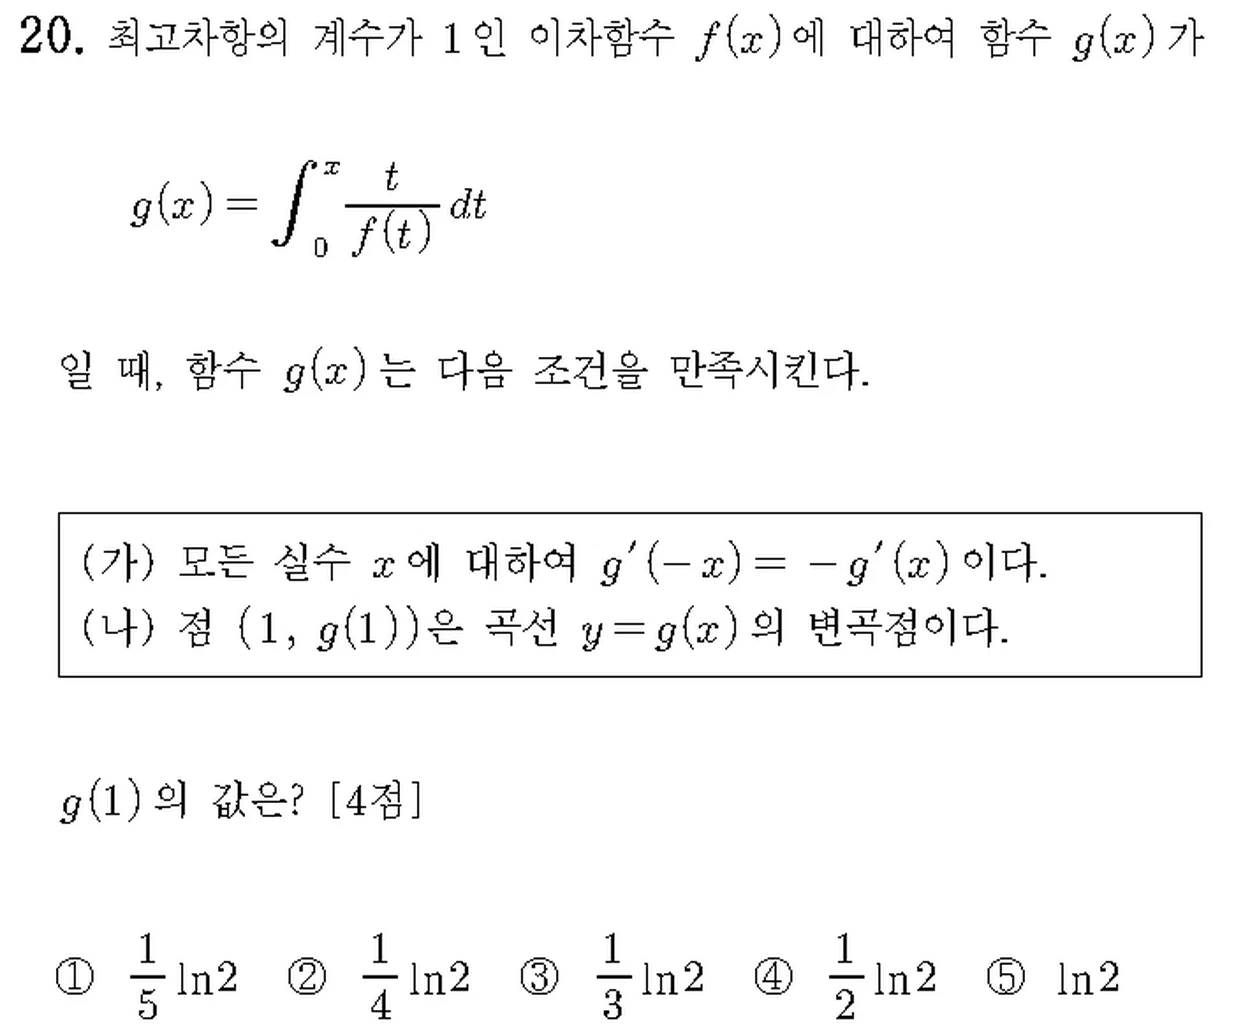 20. 최고차항의 계수가 1인 이차함수 f(x)에 대하여 함수 g(x)가
g(x)=∫₀ˣ t/f(t) dt
일 때, 함수 g(x)는 다음 조건을 만족시킨다.
(가) 모든 실수 x에 대하여 g′(−x)= −g′(x)이다.
(나) 점 (1, g(1))은 곡선 y=g(x)의 변곡점이다.
g(1)의 값은? [4점]
① 1/5 ln2 ② 1/4 ln2 ③ 1/3 ln2 ④ 1/2 ln2 ⑤ ln2